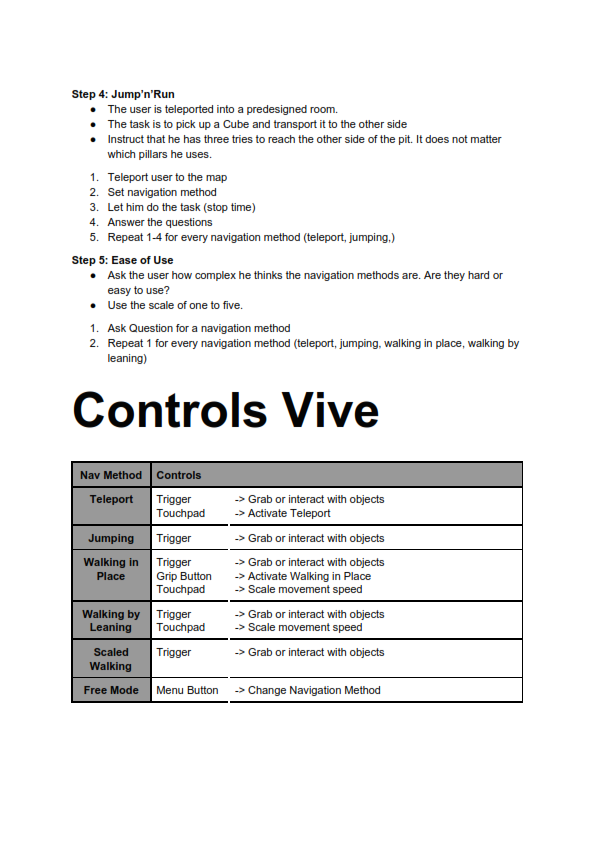 Step 4: Jump’n’Run
● The user is teleported into a predesigned room.
● The task is to pick up a Cube and transport it to the other side
● Instruct that he has three tries to reach the other side of the pit. It does not matter
which pillars he uses.
1. Teleport user to the map
2. Set navigation method
3. Let him do the task (stop time)
4. Answer the questions
5. Repeat 1-4 for every navigation method (teleport, jumping,)
Step 5: Ease of Use
● Ask the user how complex he thinks the navigation methods are. Are they hard or
easy to use?
● Use the scale of one to five.
1. Ask Question for a navigation method
2. Repeat 1 for every navigation method (teleport, jumping, walking in place, walking by
leaning)
Controls Vive
Nav Method Controls
Teleport Trigger -> Grab or interact with objects
Touchpad -> Activate Teleport
Jumping Trigger -> Grab or interact with objects
Walking in Trigger -> Grab or interact with objects
Place Grip Button -> Activate Walking in Place
Touchpad -> Scale movement speed
Walking by Trigger -> Grab or interact with objects
Leaning Touchpad -> Scale movement speed
Scaled Trigger -> Grab or interact with objects
Walking
Free Mode Menu Button -> Change Navigation Method